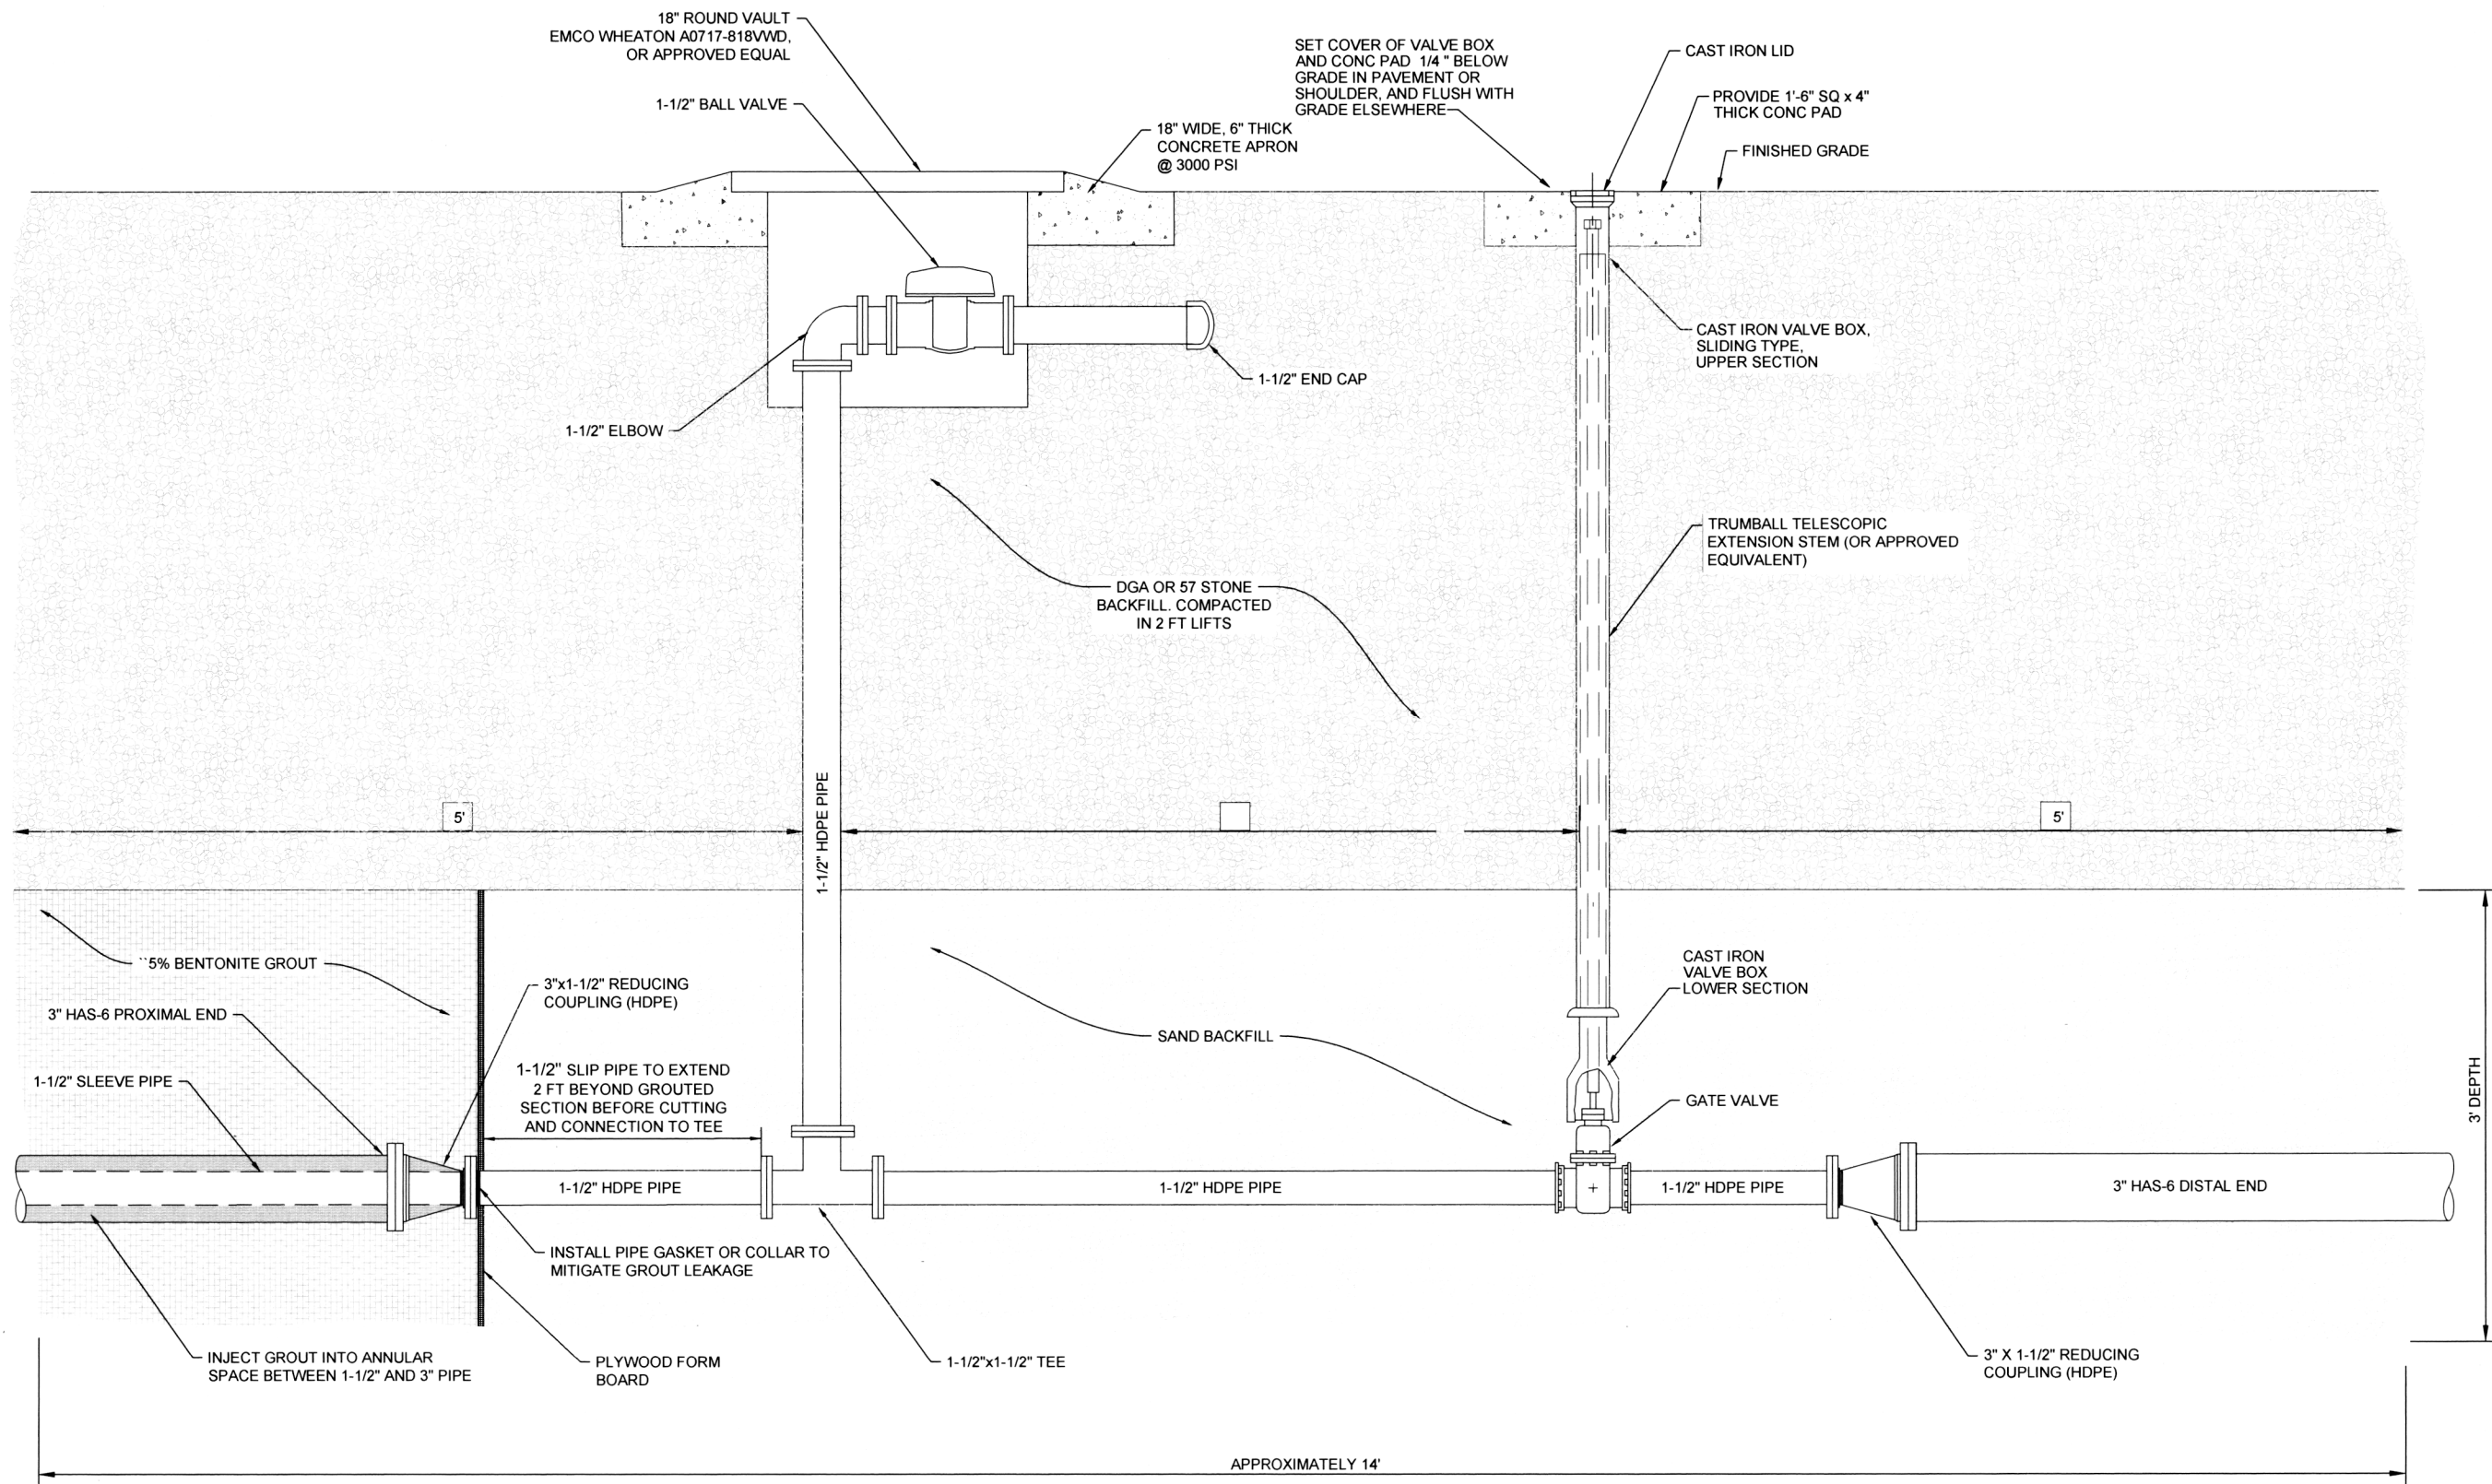 18" ROUND VAULT
EMCO WHEATON A0717-818VWD,
OR APPROVED EQUAL
1-1/2" BALL VALVE
18" WIDE, 6" THICK
CONCRETE APRON
@ 3000 PSI
SET COVER OF VALVE BOX
AND CONC PAD 1/4 " BELOW
GRADE IN PAVEMENT OR
SHOULDER, AND FLUSH WITH
GRADE ELSEWHERE
CAST IRON LID
PROVIDE 1'-6" SQ x 4"
THICK CONC PAD
FINISHED GRADE
CAST IRON VALVE BOX,
SLIDING TYPE,
UPPER SECTION
1-1/2" END CAP
1-1/2" ELBOW
TRUMBALL TELESCOPIC
EXTENSION STEM (OR APPROVED
EQUIVALENT)
DGA OR 57 STONE
BACKFILL. COMPACTED
IN 2 FT LIFTS
1-1/2" HDPE PIPE
5'
5'
``5% BENTONITE GROUT
3"x1-1/2" REDUCING
COUPLING (HDPE)
3" HAS-6 PROXIMAL END
1-1/2" SLEEVE PIPE
1-1/2" SLIP PIPE TO EXTEND
2 FT BEYOND GROUTED
SECTION BEFORE CUTTING
AND CONNECTION TO TEE
SAND BACKFILL
CAST IRON
VALVE BOX
LOWER SECTION
GATE VALVE
3' DEPTH
1-1/2" HDPE PIPE
1-1/2" HDPE PIPE
1-1/2" HDPE PIPE
3" HAS-6 DISTAL END
INSTALL PIPE GASKET OR COLLAR TO
MITIGATE GROUT LEAKAGE
INJECT GROUT INTO ANNULAR
SPACE BETWEEN 1-1/2" AND 3" PIPE
PLYWOOD FORM
BOARD
1-1/2"x1-1/2" TEE
3" X 1-1/2" REDUCING
COUPLING (HDPE)
APPROXIMATELY 14'